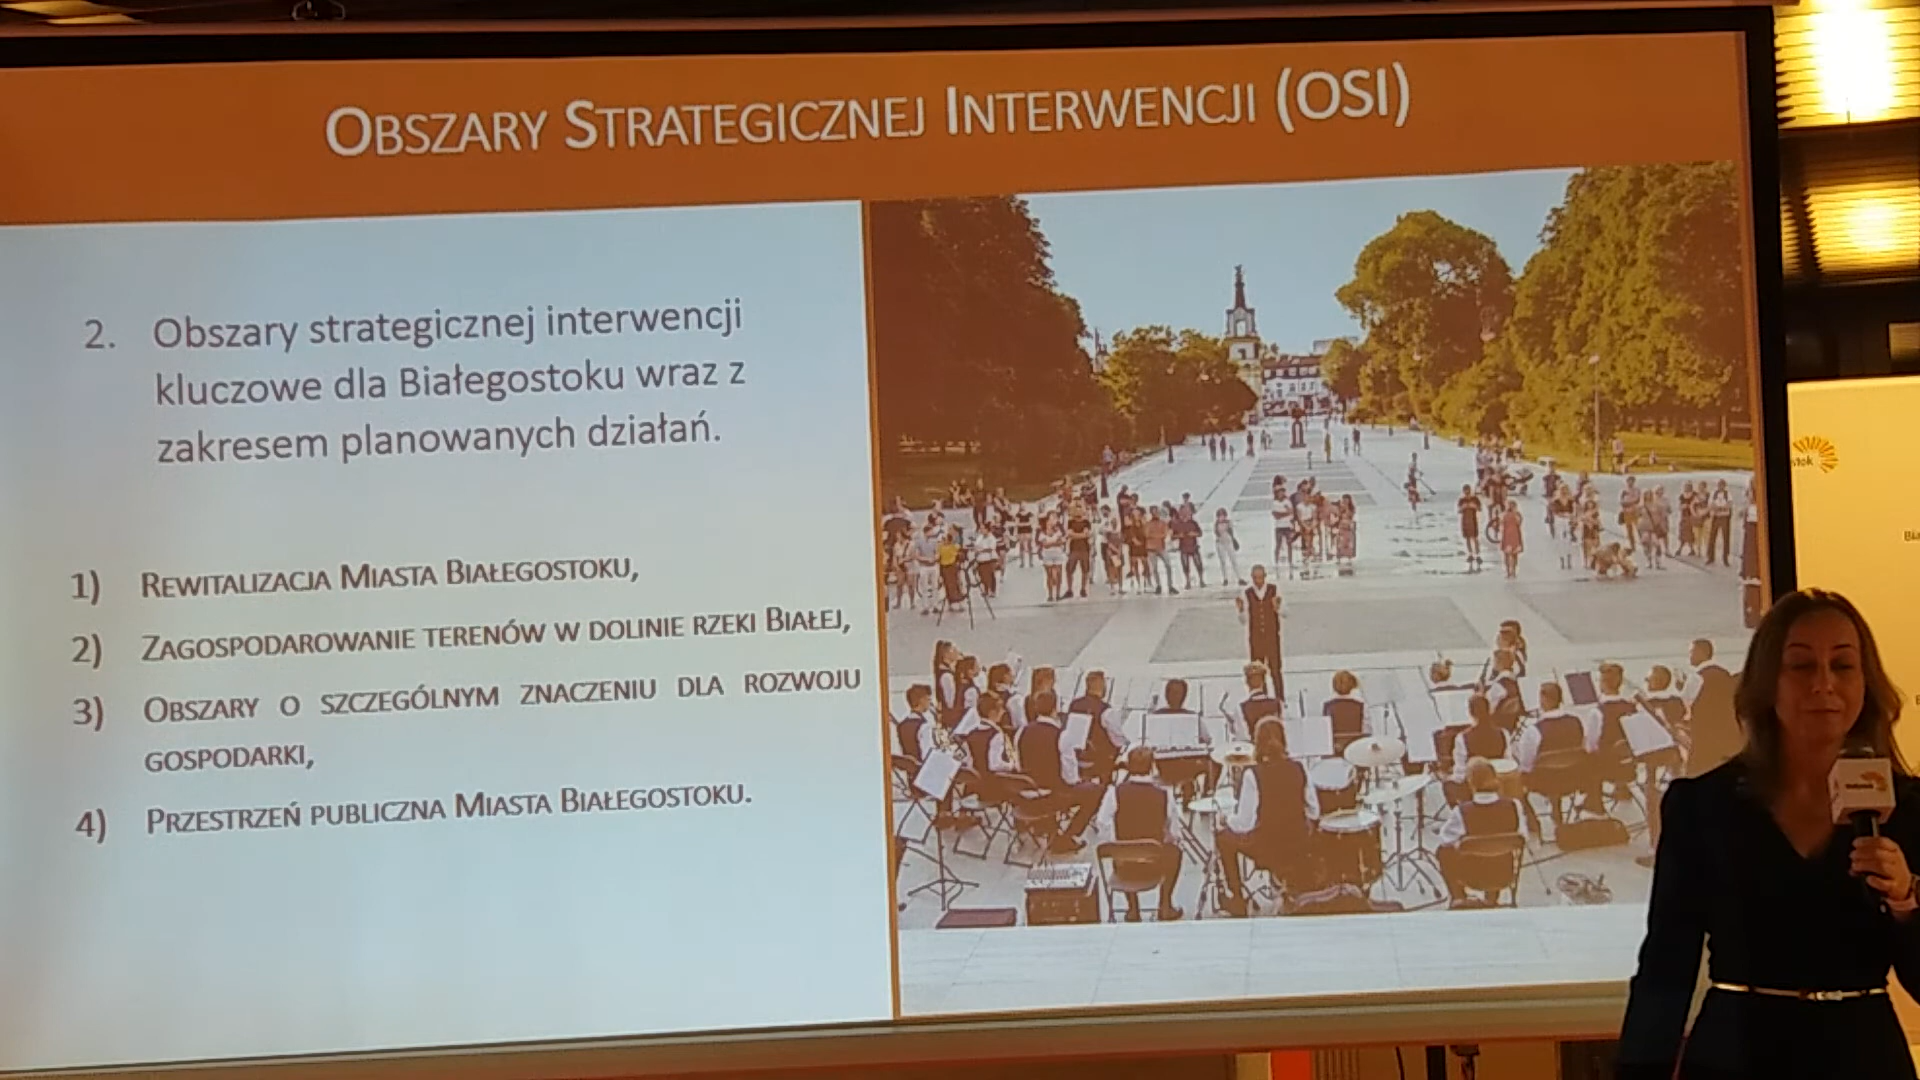 OBSZARY STRATEGICZNEJ INTERWENCJI (OSI)
2. Obszary strategicznej interwencji
kluczowe dla Białegostoku wraz z
zakresem planowanych działań.
1) REWITALIZACJA MIASTA BIAŁEGOSTOKU,
2) ZAGOSPODAROWANIE TERENÓW W DOLINIE RZEKI BIAŁEJ,
3) OBSZARY O SZCZEGÓLNYM ZNACZENIU DLA ROZWOJU
GOSPODARKI,
4) PRZESTRZEŃ PUBLICZNA MIASTA BIAŁEGOSTOKU.